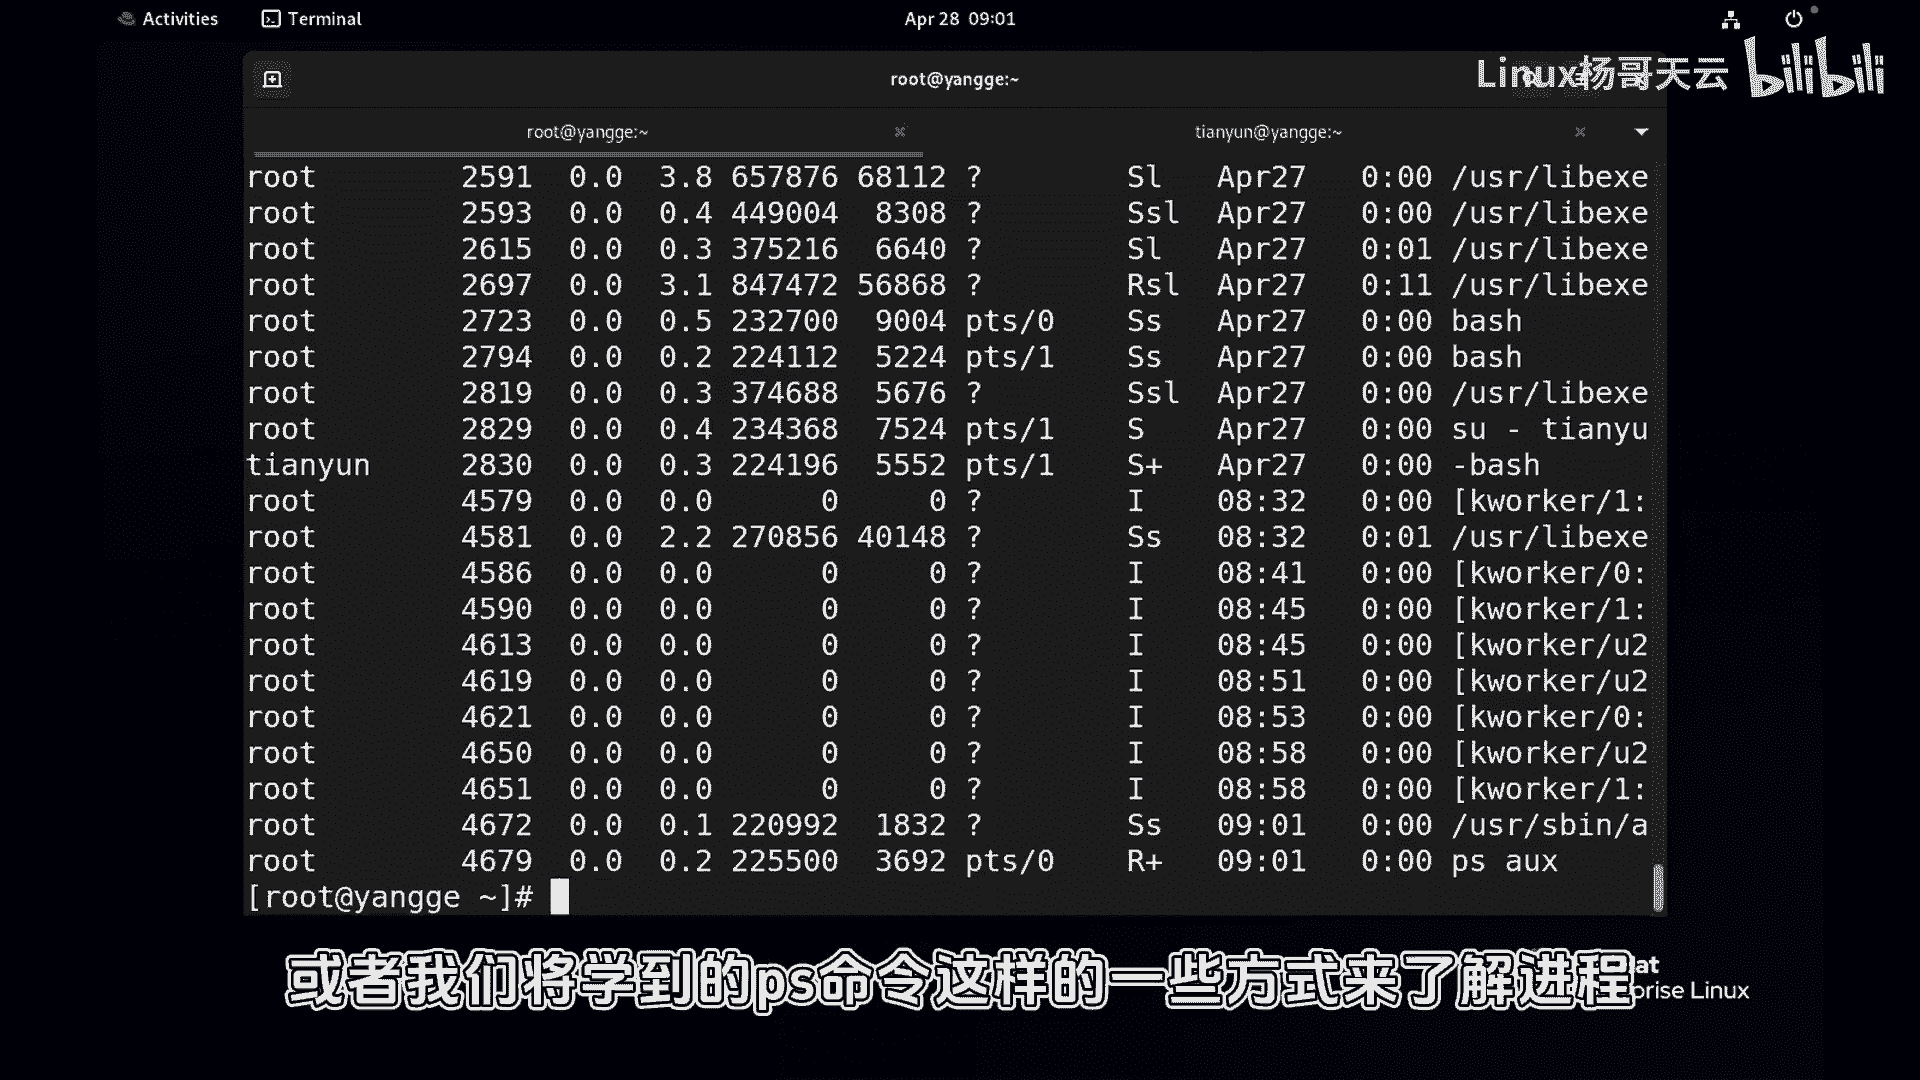 Activities Terminal Apr 28 09:01
root@yangge:~
Linux杨哥天云 bilibili
root@yangge:~ × tianyun@yangge:~ ×
root 2591 0.0 3.8 657876 68112 ? Sl Apr27 0:00 /usr/libexe
root 2593 0.0 0.4 449004 8308 ? Ssl Apr27 0:00 /usr/libexe
root 2615 0.0 0.3 375216 6640 ? Sl Apr27 0:01 /usr/libexe
root 2697 0.0 3.1 847472 56868 ? Rsl Apr27 0:11 /usr/libexe
root 2723 0.0 0.5 232700 9004 pts/0 Ss Apr27 0:00 bash
root 2794 0.0 0.2 224112 5224 pts/1 Ss Apr27 0:00 bash
root 2819 0.0 0.3 374688 5676 ? Ssl Apr27 0:00 /usr/libexe
root 2829 0.0 0.4 234368 7524 pts/1 S Apr27 0:00 su - tianyu
tianyun 2830 0.0 0.3 224196 5552 pts/1 S+ Apr27 0:00 -bash
root 4579 0.0 0.0 0 0 ? I 08:32 0:00 [kworker/1:
root 4581 0.0 2.2 270856 40148 ? Ss 08:32 0:01 /usr/libexe
root 4586 0.0 0.0 0 0 ? I 08:41 0:00 [kworker/0:
root 4590 0.0 0.0 0 0 ? I 08:45 0:00 [kworker/1:
root 4613 0.0 0.0 0 0 ? I 08:45 0:00 [kworker/u2
root 4619 0.0 0.0 0 0 ? I 08:51 0:00 [kworker/u2
root 4621 0.0 0.0 0 0 ? I 08:53 0:00 [kworker/0:
root 4650 0.0 0.0 0 0 ? I 08:58 0:00 [kworker/u2
root 4651 0.0 0.0 0 0 ? I 08:58 0:00 [kworker/1:
root 4672 0.0 0.1 220992 1832 ? Ss 09:01 0:00 /usr/sbin/a
root 4679 0.0 0.2 225500 3692 pts/0 R+ 09:01 0:00 ps aux
[root@yangge ~]#
或者我们将学到的ps命令这样的一些方式来了解进程
Linux